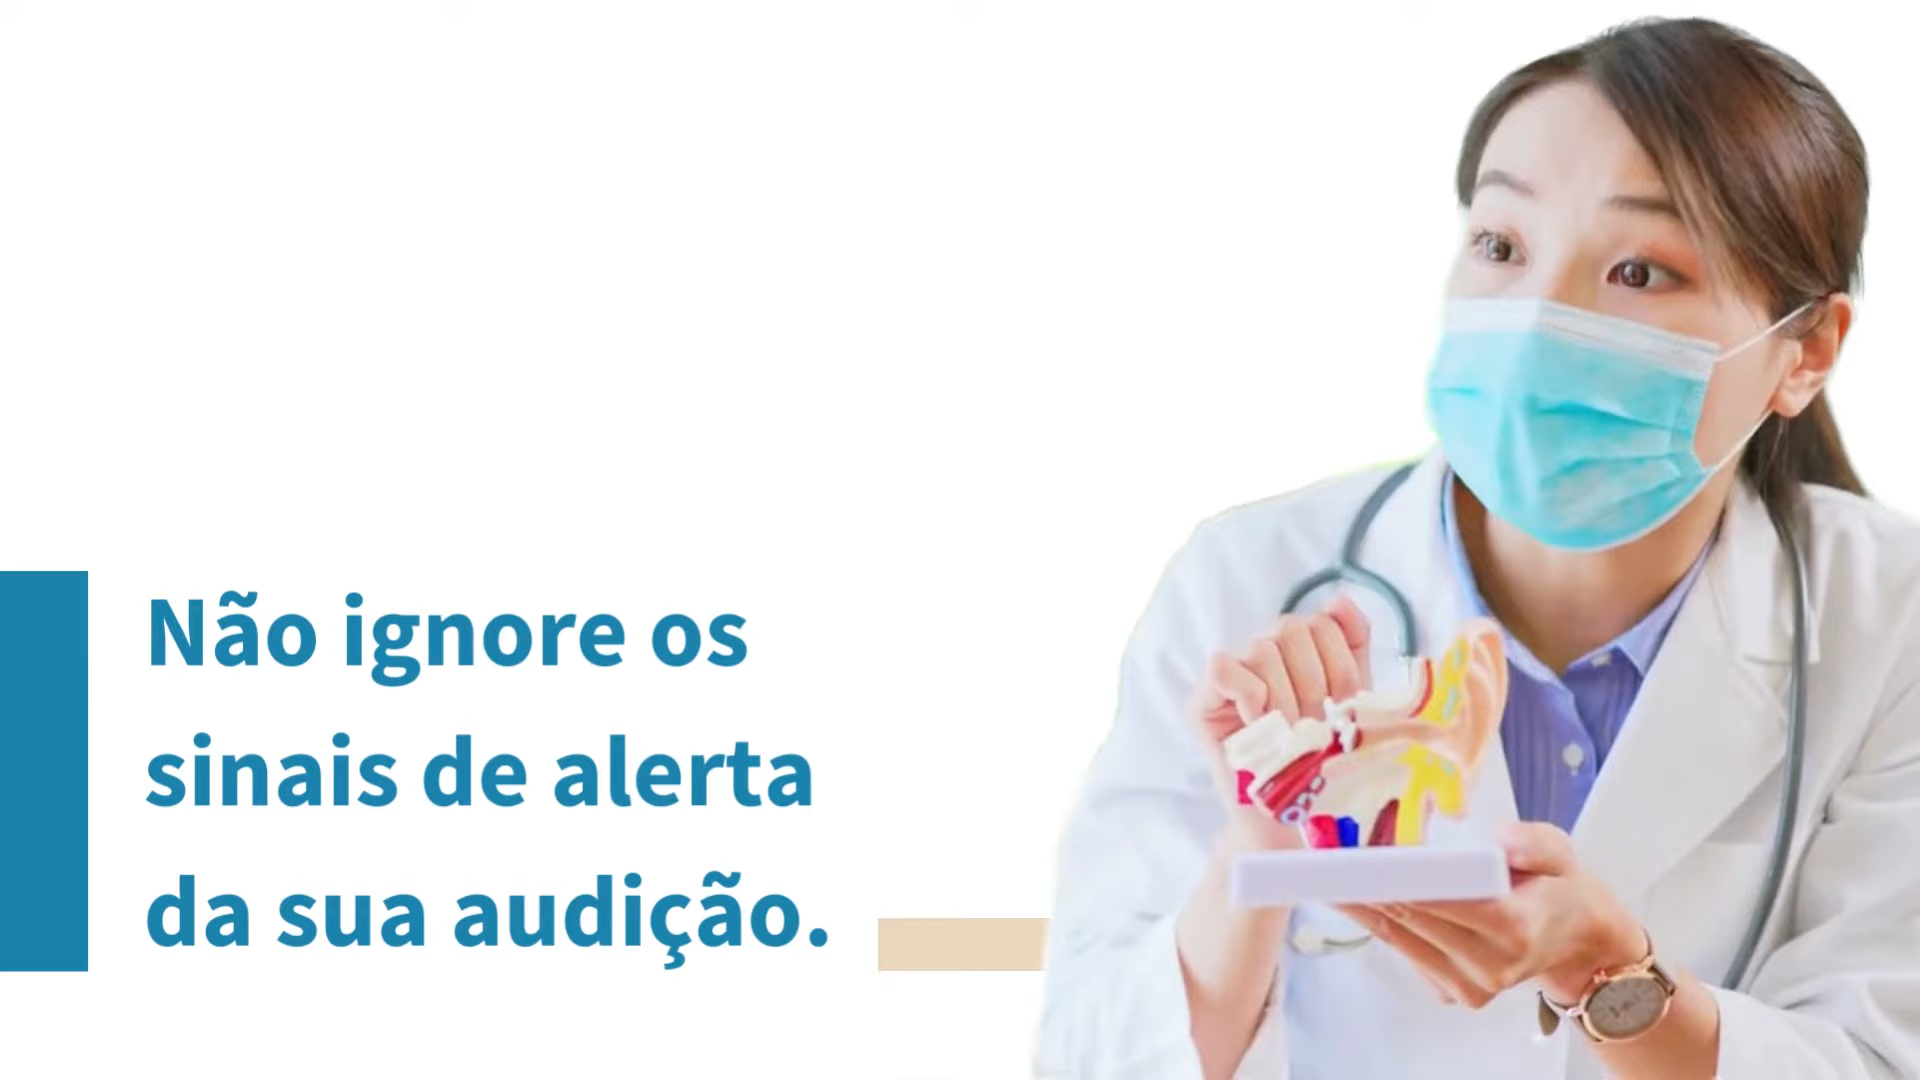 Não ignore os
sinais de alerta
da sua audição.